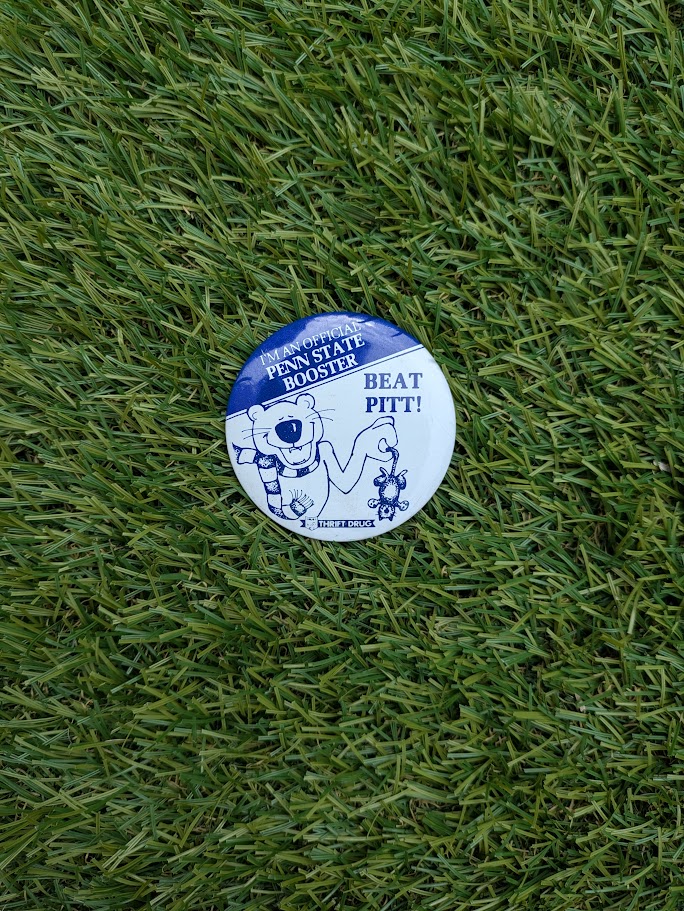 I'M AN OFFICIAL
PENN STATE
BOOSTER
BEAT
PITT!
THRIFT DRUG